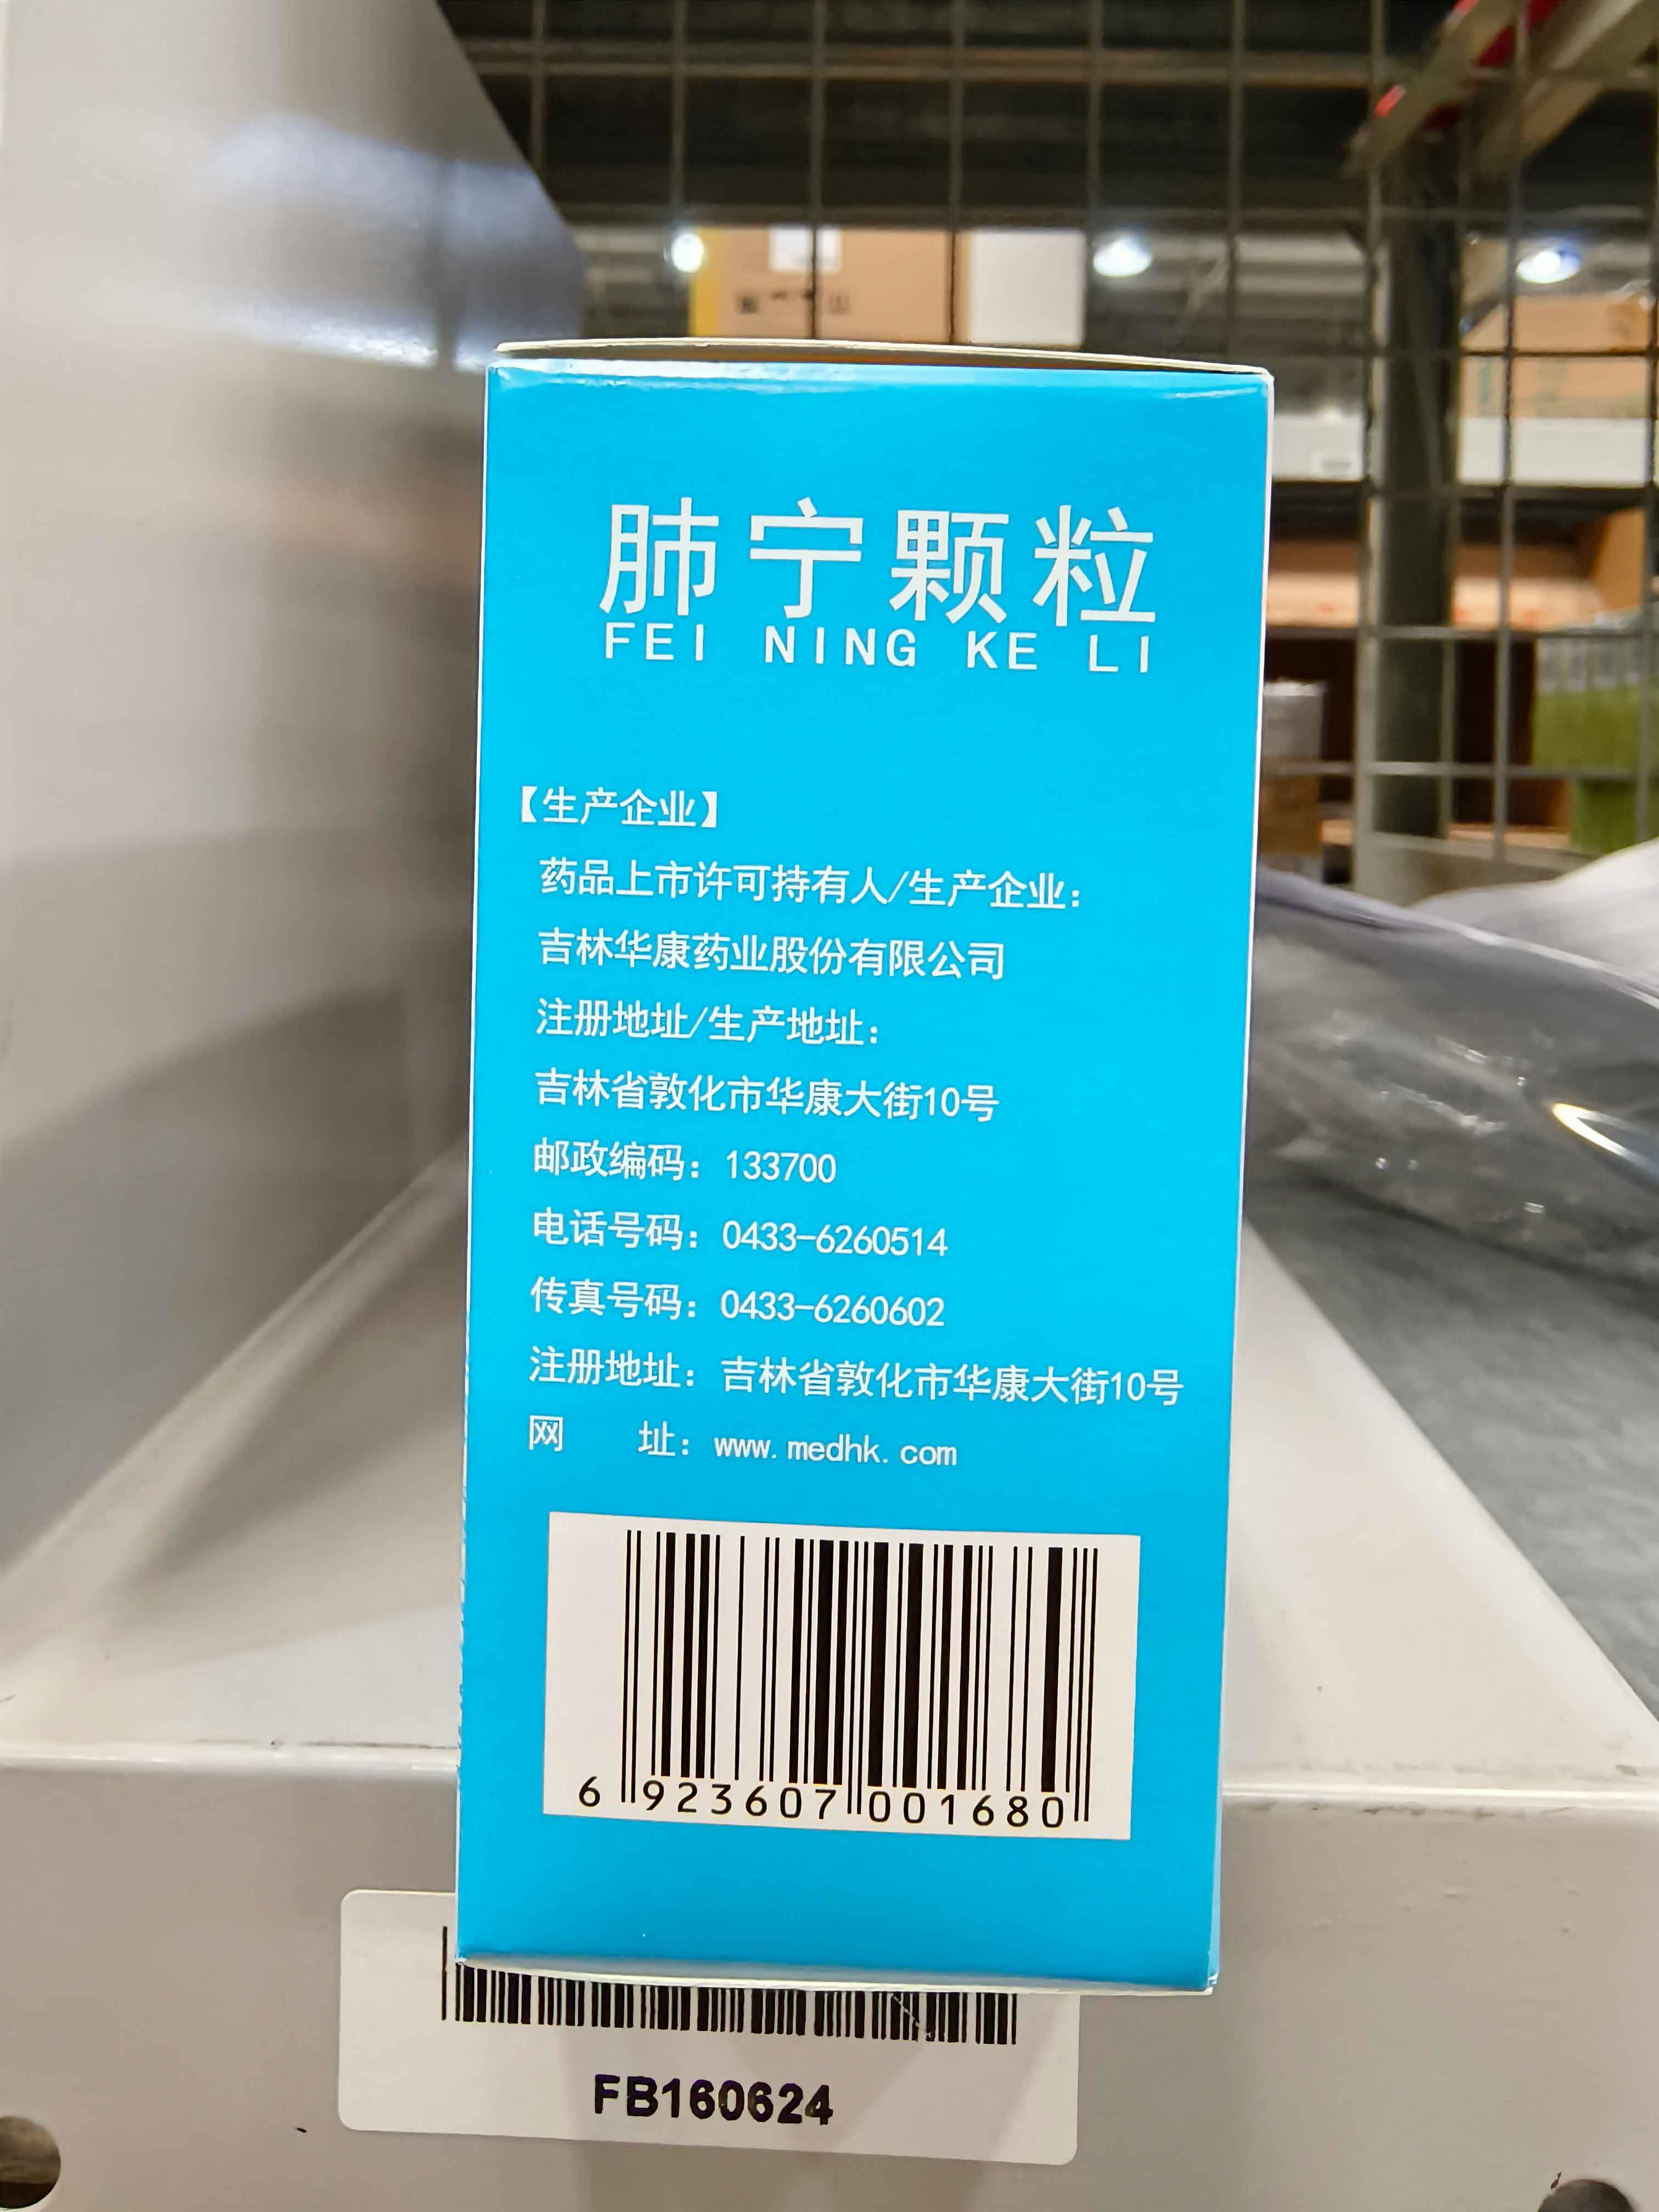 肺宁颗粒
FEI NING KE LI
【生产企业】
药品上市许可持有人/生产企业：
吉林华康药业股份有限公司
注册地址/生产地址：
吉林省敦化市华康大街10号
邮政编码：133700
电话号码：0433-6260514
传真号码：0433-6260602
注册地址：吉林省敦化市华康大街10号
网　　址：www.medhk.com
6 923607 001680
FB160624